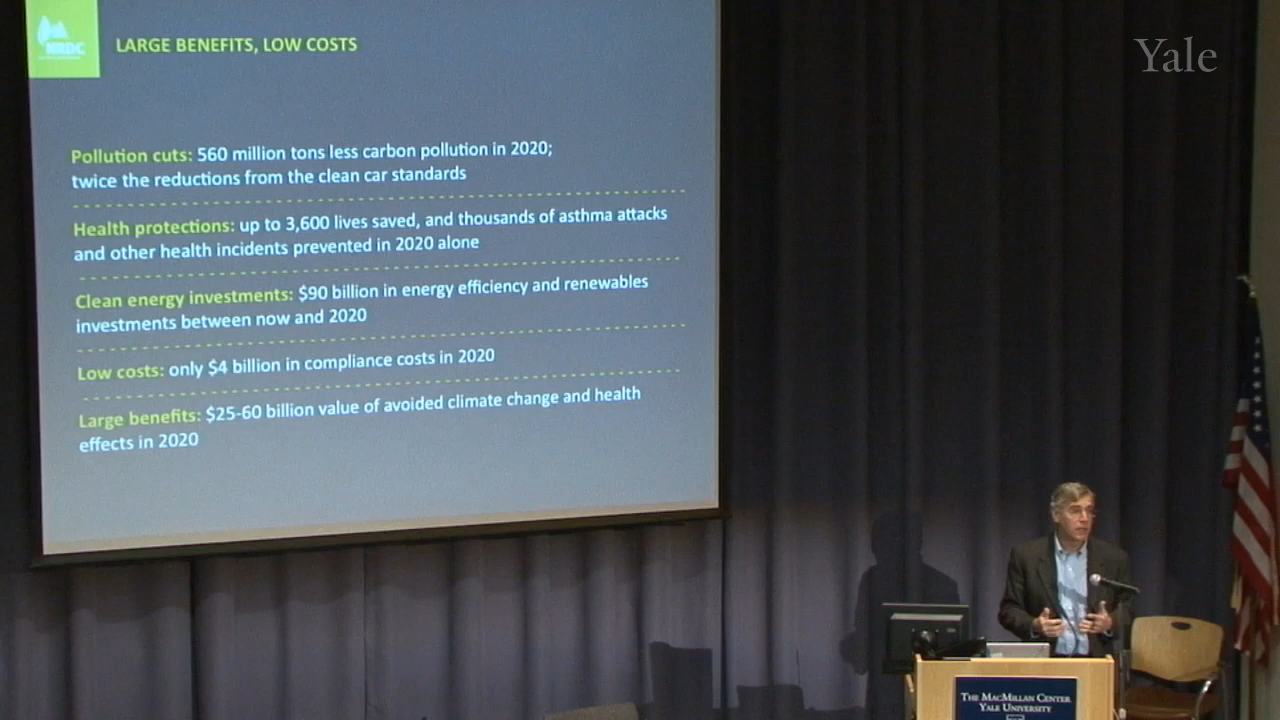 NRDC
LARGE BENEFITS, LOW COSTS
Yale
Pollution cuts: 560 million tons less carbon pollution in 2020;
twice the reductions from the clean car standards
Health protections: up to 3,600 lives saved, and thousands of asthma attacks
and other health incidents prevented in 2020 alone
Clean energy investments: $90 billion in energy efficiency and renewables
investments between now and 2020
Low costs: only $4 billion in compliance costs in 2020
Large benefits: $25-60 billion value of avoided climate change and health
effects in 2020
THE MACMILLAN CENTER
YALE UNIVERSITY